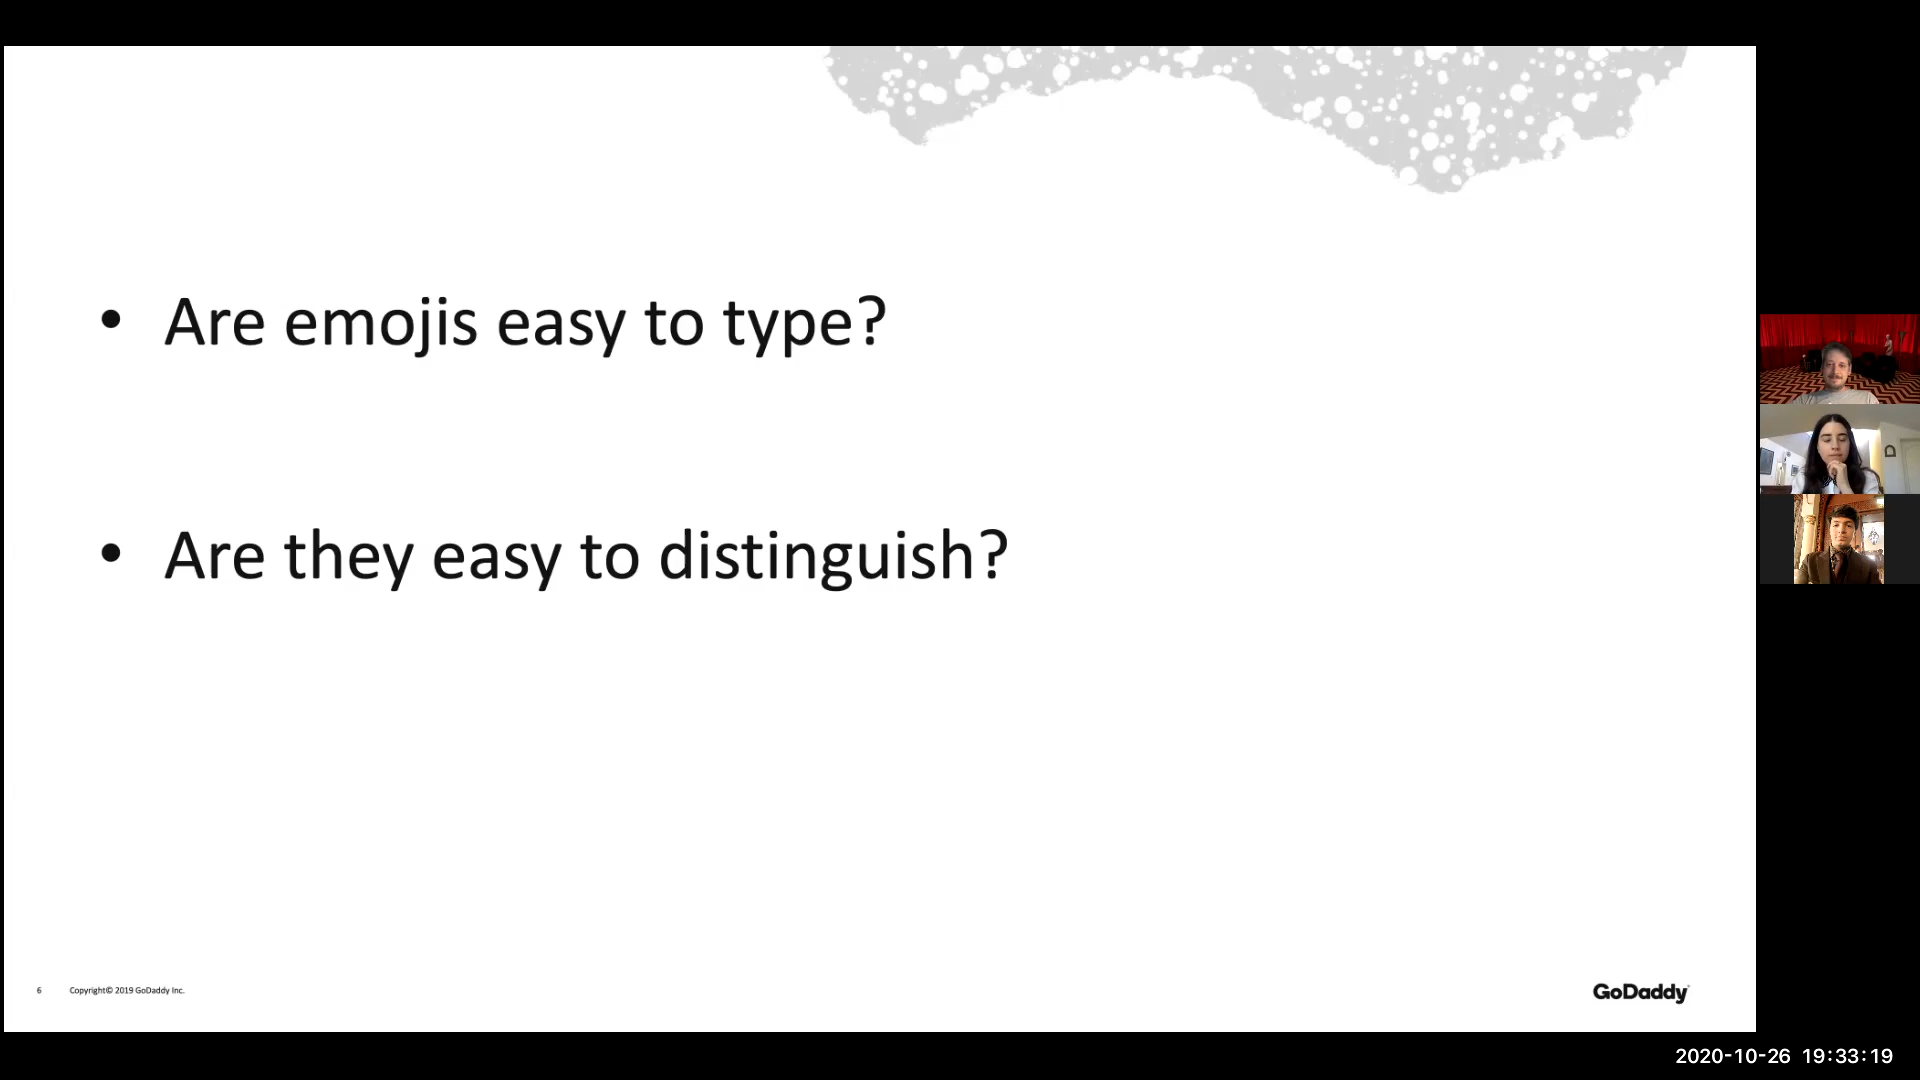 • Are emojis easy to type?
• Are they easy to distinguish?
6 Copyright© 2019 GoDaddy Inc.
GoDaddy
2020-10-26 19:33:19